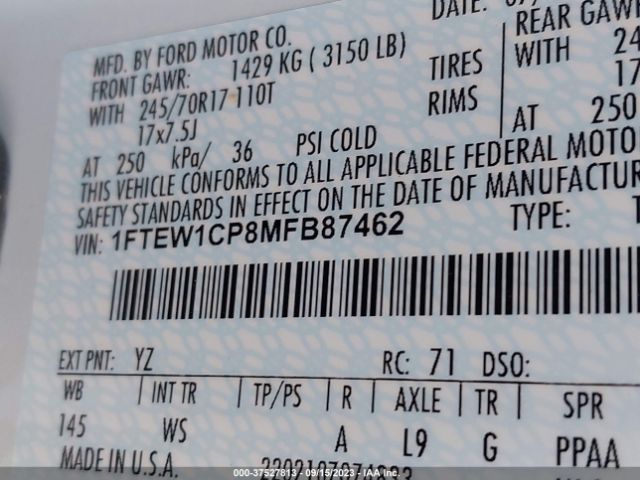 DATE:
MFD. BY FORD MOTOR CO.
FRONT GAWR: 1429 KG ( 3150 LB)
REAR GAWR
WITH 245/70R17 110T TIRES WITH
17x7.5J RIMS 17
AT 250 kPa/ 36 PSI COLD AT 250
THIS VEHICLE CONFORMS TO ALL APPLICABLE FEDERAL MOTO
SAFETY STANDARDS IN EFFECT ON THE DATE OF MANUFACTUR
VIN: 1FTEW1CP8MFB87462 TYPE: T
EXT PNT: YZ RC: 71 DSO:
WB INT TR TP/PS R AXLE TR SPR
145 WS A L9 G PPAA
MADE IN U.S.A.
000-37527813 - 09/15/2023 - IAA Inc.